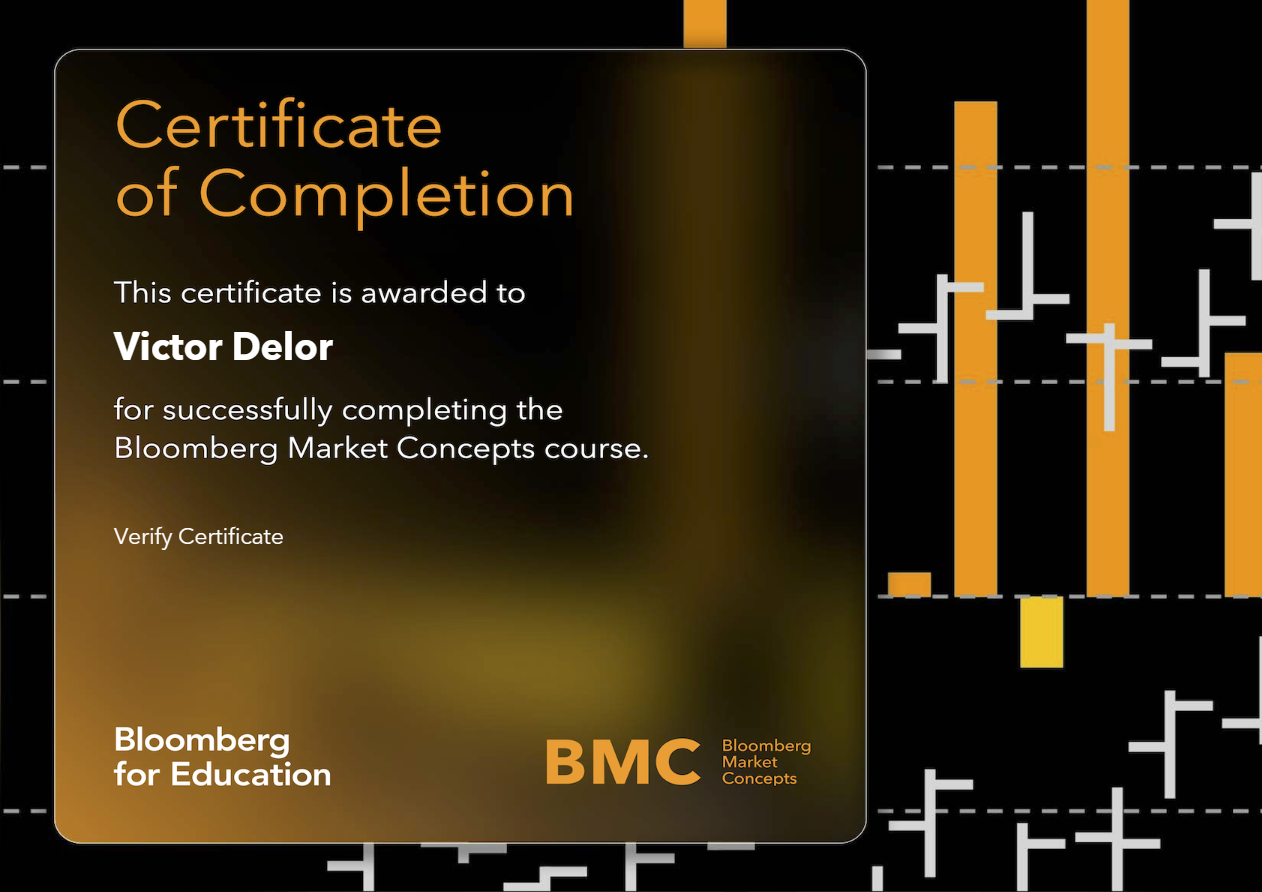 Certificate
of Completion
This certificate is awarded to
Victor Delor
for successfully completing the
Bloomberg Market Concepts course.
Verify Certificate
Bloomberg
for Education
BMC
Bloomberg
Market
Concepts